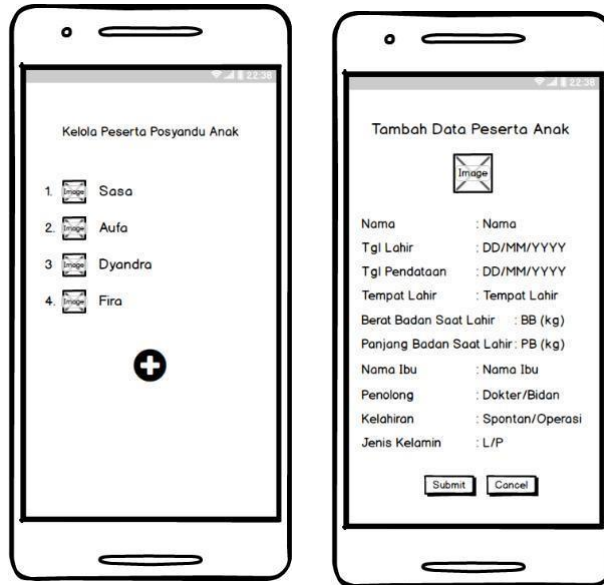 22:38
Kelola Peserta Posyandu Anak
1. Image Sasa
2. Image Aufa
3 Image Dyandra
4. Image Fira
22:38
Tambah Data Peserta Anak
Image
Nama : Nama
Tgl Lahir : DD/MM/YYYY
Tgl Pendataan : DD/MM/YYYY
Tempat Lahir : Tempat Lahir
Berat Badan Saat Lahir : BB (kg)
Panjang Badan Saat Lahir : PB (kg)
Nama Ibu : Nama Ibu
Penolong : Dokter/Bidan
Kelahiran : Spontan/Operasi
Jenis Kelamin : L/P
Submit Cancel